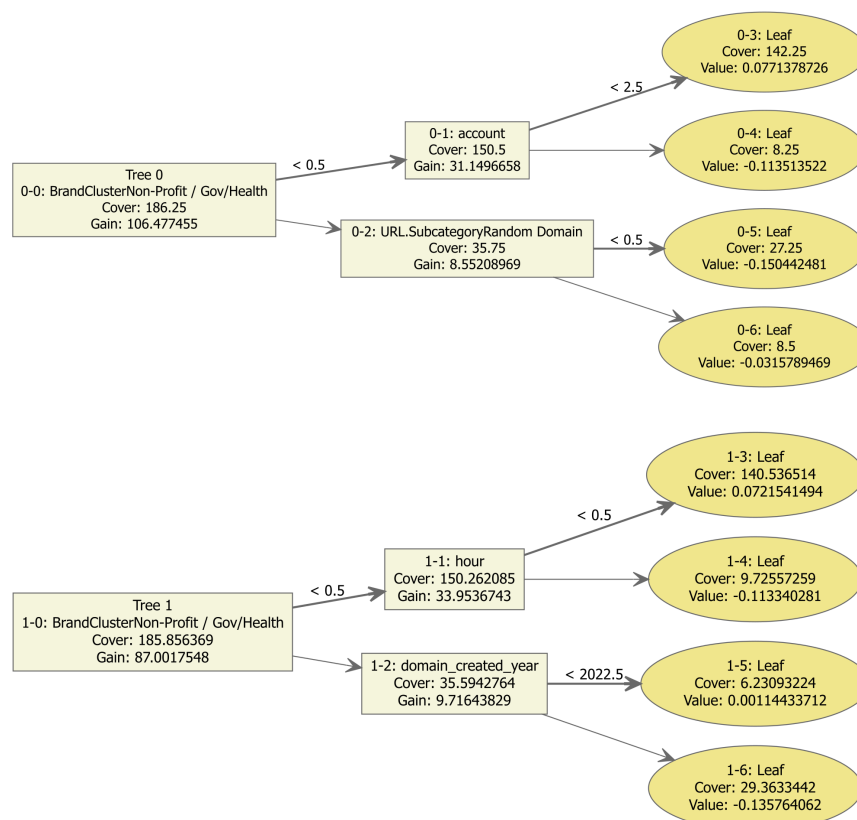 0-3: Leaf
Cover: 142.25
Value: 0.0771378726
< 2.5
0-1: account
Cover: 150.5
Gain: 31.1496658
0-4: Leaf
Cover: 8.25
Value: -0.113513522
< 0.5
Tree 0
0-0: BrandClusterNon-Profit / Gov/Health
Cover: 186.25
Gain: 106.477455
0-2: URL.SubcategoryRandom Domain
Cover: 35.75
Gain: 8.55208969
< 0.5
0-5: Leaf
Cover: 27.25
Value: -0.150442481
0-6: Leaf
Cover: 8.5
Value: -0.0315789469
1-3: Leaf
Cover: 140.536514
Value: 0.0721541494
< 0.5
1-1: hour
Cover: 150.262085
Gain: 33.9536743
1-4: Leaf
Cover: 9.72557259
Value: -0.113340281
< 0.5
Tree 1
1-0: BrandClusterNon-Profit / Gov/Health
Cover: 185.856369
Gain: 87.0017548
1-2: domain_created_year
Cover: 35.5942764
Gain: 9.71643829
< 2022.5
1-5: Leaf
Cover: 6.23093224
Value: 0.00114433712
1-6: Leaf
Cover: 29.3633442
Value: -0.135764062